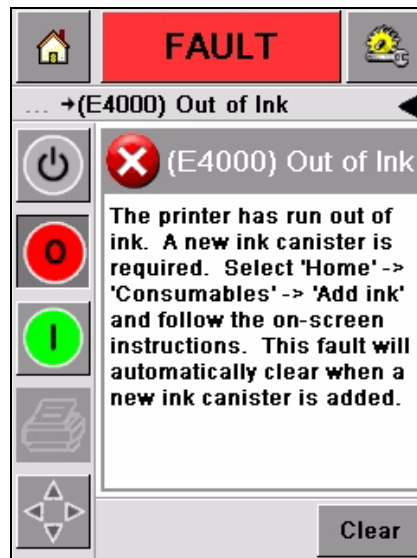 FAULT
... →(E4000) Out of Ink
(E4000) Out of Ink
The printer has run out of
ink. A new ink canister is
required. Select 'Home' ->
'Consumables' -> 'Add ink'
and follow the on-screen
instructions. This fault will
automatically clear when a
new ink canister is added.
O
I
Clear